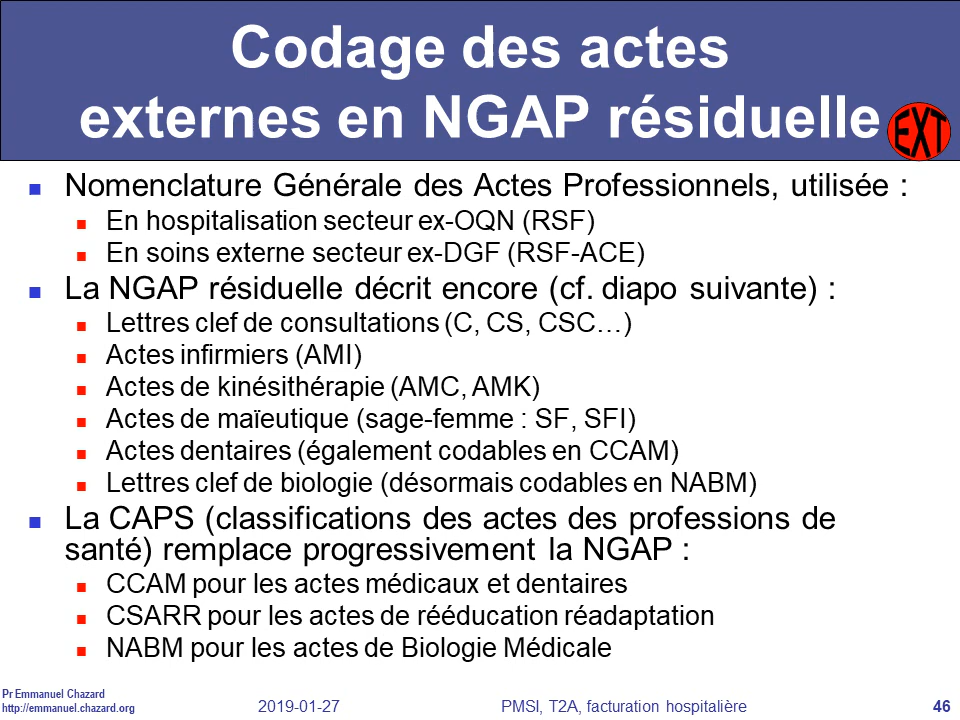 Codage des actes
externes en NGAP résiduelle
EXT
Nomenclature Générale des Actes Professionnels, utilisée :
En hospitalisation secteur ex-OQN (RSF)
En soins externe secteur ex-DGF (RSF-ACE)
La NGAP résiduelle décrit encore (cf. diapo suivante) :
Lettres clef de consultations (C, CS, CSC…)
Actes infirmiers (AMI)
Actes de kinésithérapie (AMC, AMK)
Actes de maïeutique (sage-femme : SF, SFI)
Actes dentaires (également codables en CCAM)
Lettres clef de biologie (désormais codables en NABM)
La CAPS (classifications des actes des professions de
santé) remplace progressivement la NGAP :
CCAM pour les actes médicaux et dentaires
CSARR pour les actes de rééducation réadaptation
NABM pour les actes de Biologie Médicale
Pr Emmanuel Chazard
http://emmanuel.chazard.org
2019-01-27
PMSI, T2A, facturation hospitalière
46